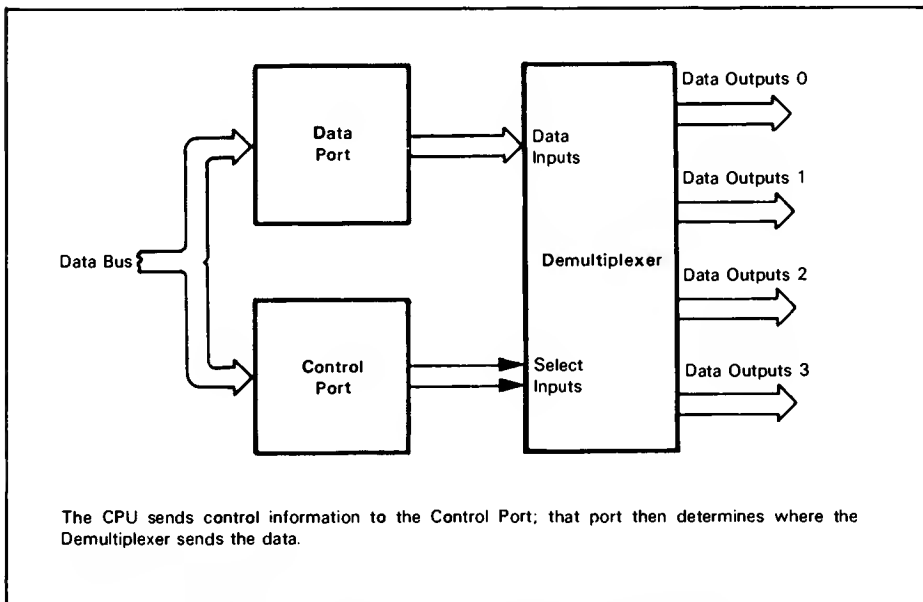 Data Outputs 0
Data
Port
Data
Inputs
Data Outputs 1
Data Bus
Demultiplexer
Data Outputs 2
Control
Port
Select
Inputs
Data Outputs 3
The CPU sends control information to the Control Port; that port then determines where the
Demultiplexer sends the data.